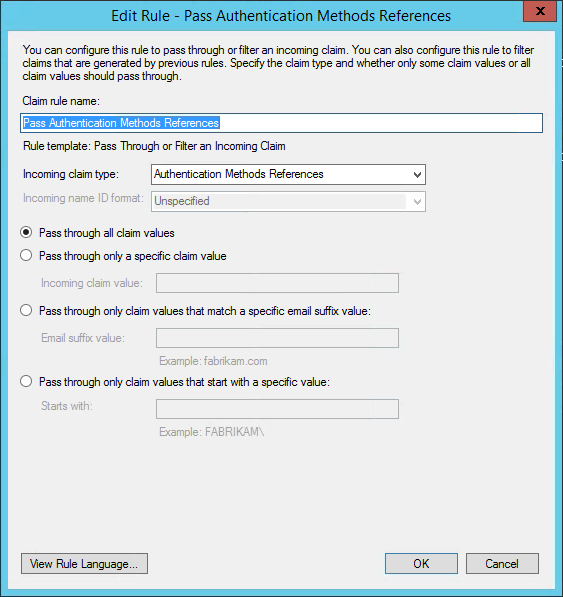 Edit Rule - Pass Authentication Methods References
x
You can configure this rule to pass through or filter an incoming claim. You can also configure this rule to filter
claims that are generated by previous rules. Specify the claim type and whether only some claim values or all
claim values should pass through.
Claim rule name:
Pass Authentication Methods References
Rule template: Pass Through or Filter an Incoming Claim
Incoming claim type: Authentication Methods References
Incoming name ID format: Unspecified
Pass through all claim values
Pass through only a specific claim value
Incoming claim value:
Pass through only claim values that match a specific email suffix value:
Email suffix value:
Example: fabrikam.com
Pass through only claim values that start with a specific value:
Starts with:
Example: FABRIKAM\
View Rule Language... OK Cancel